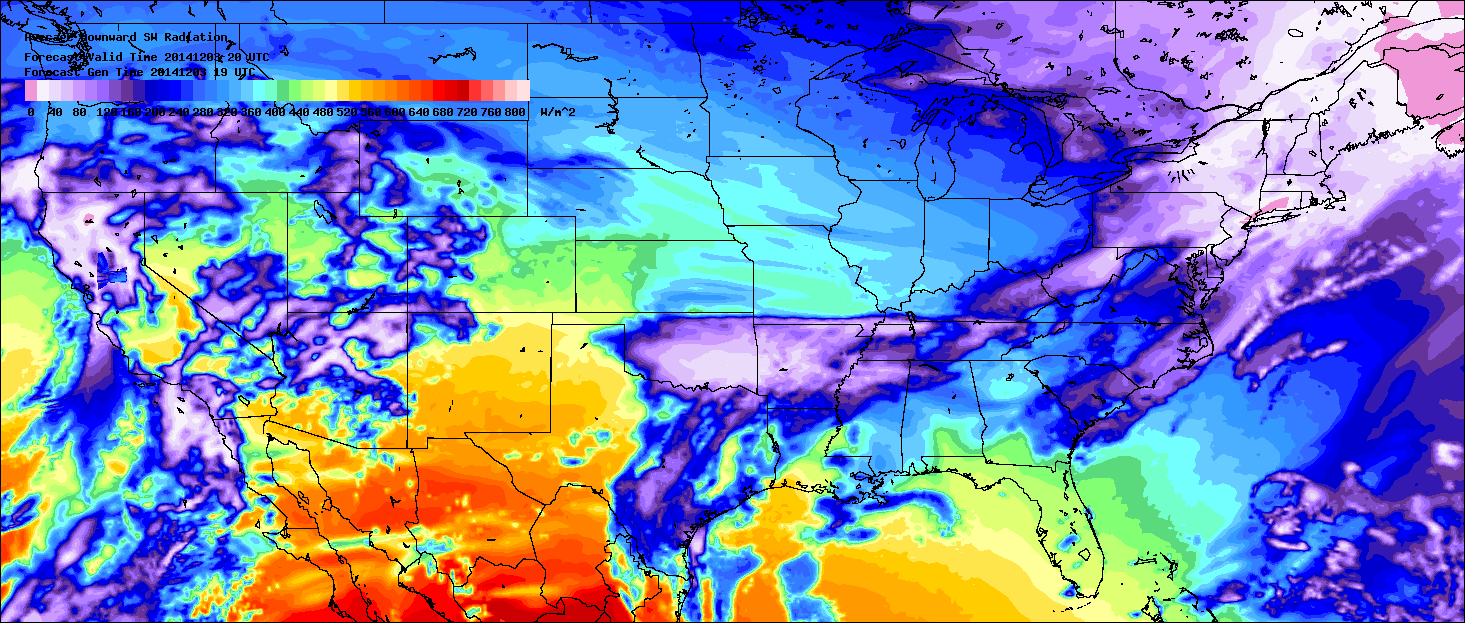 Downward SW Radiation
Forecast Valid Time 20141203 20 UTC
Forecast Gen Time 20141203 19 UTC
0 40 80 120 160 200 240 280 320 360 400 440 480 520 560 600 640 680 720 760 800 W/m^2